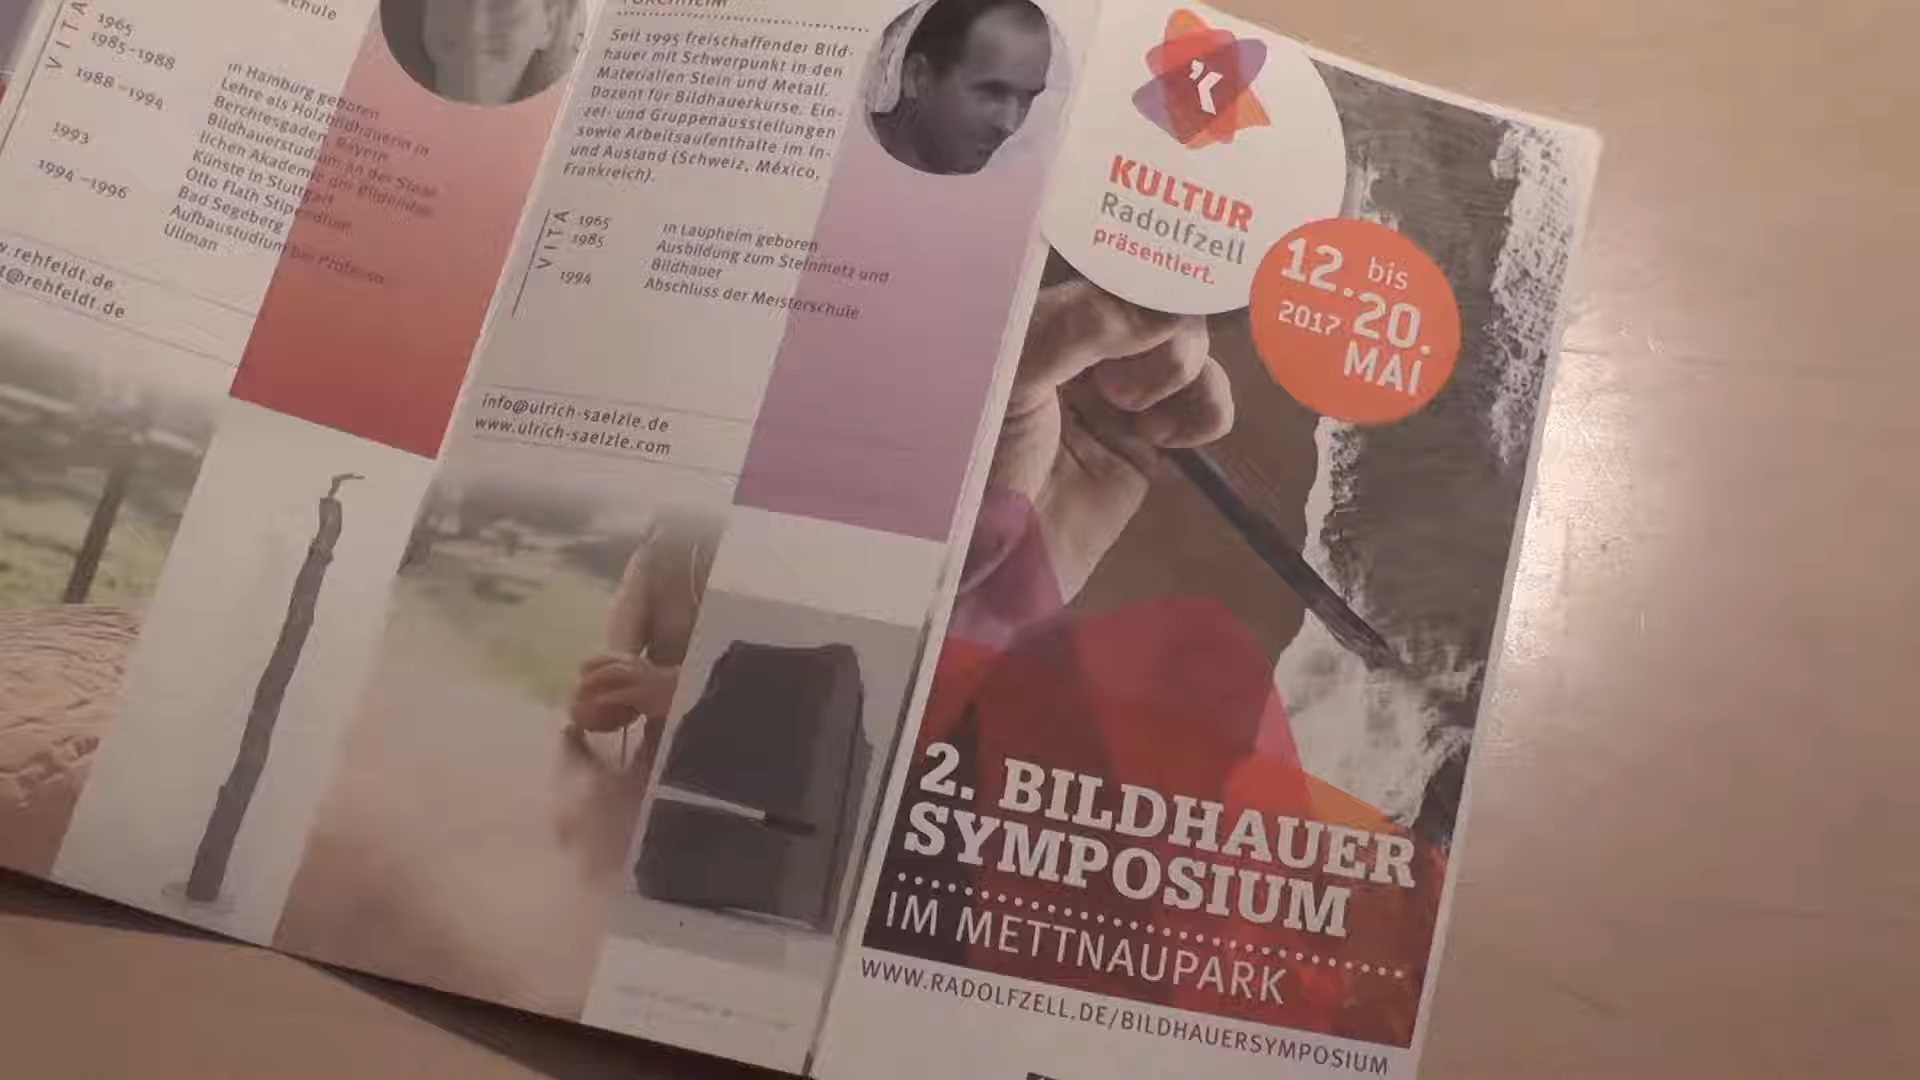 VITA
1965
1985–1988
1988–1994
1993
1994–1996
in Hamburg geboren
Lehre als Holzbildhauerin in
Berchtesgaden, Bayern
Bildhauerstudium an der Staat-
lichen Akademie der Bildenden
Künste in Stuttgart
Otto Flath Stipendium
Bad Segeberg
Aufbaustudium bei Professor
Ullman
.rehfeldt.de
@rehfeldt.de
Seit 1995 freischaffender Bild-
hauer mit Schwerpunkt in den
Materialien Stein und Metall.
Dozent für Bildhauerkurse. Ein-
zel- und Gruppenausstellungen
sowie Arbeitsaufenthalte im In-
und Ausland (Schweiz, México,
Frankreich).
VITA
1965 in Laupheim geboren
1985 Ausbildung zum Steinmetz und
Bildhauer
1994 Abschluss der Meisterschule
info@ulrich-saelzle.de
www.ulrich-saelzle.com
KULTUR
Radolfzell
präsentiert.
12. bis
2017 20.
MAI
2. BILDHAUER
SYMPOSIUM
IM METTNAUPARK
WWW.RADOLFZELL.DE/BILDHAUERSYMPOSIUM